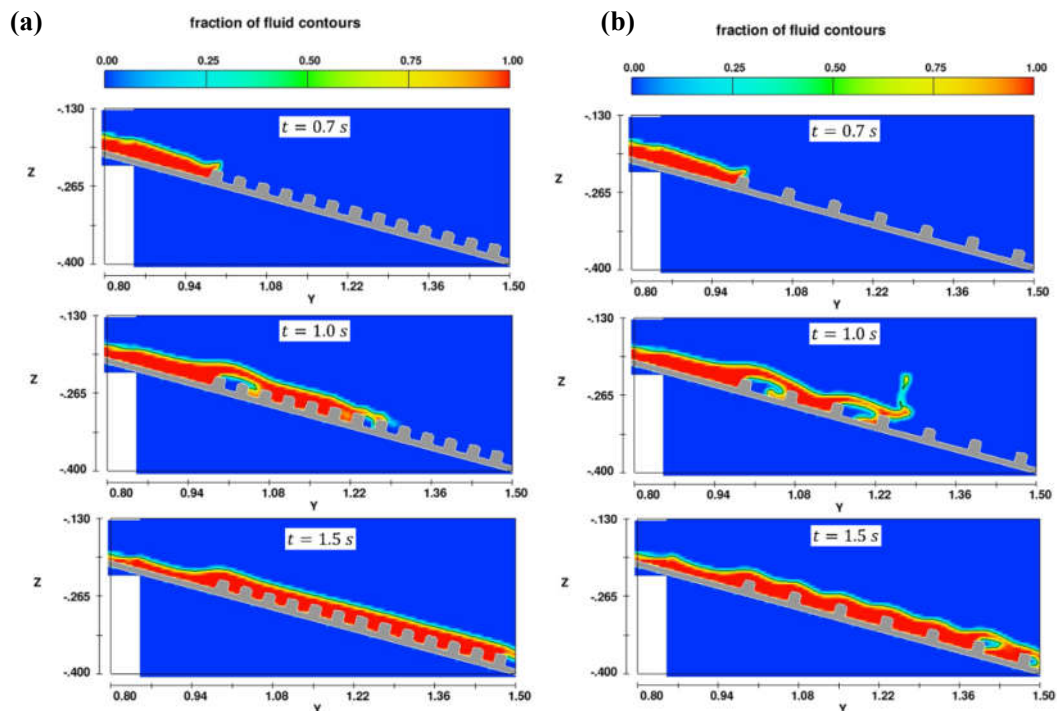 (a)
fraction of fluid contours
0.00 0.25 0.50 0.75 1.00
t = 0.7 s
-.130
Z
-.265
-.400
0.80 0.94 1.08 1.22 1.36 1.50
Y
t = 1.0 s
-.130
Z
-.265
-.400
0.80 0.94 1.08 1.22 1.36 1.50
Y
t = 1.5 s
-.130
Z
-.265
-.400
0.80 0.94 1.08 1.22 1.36 1.50
Y
(b)
fraction of fluid contours
0.00 0.25 0.50 0.75 1.00
t = 0.7 s
-.130
Z
-.265
-.400
0.80 0.94 1.08 1.22 1.36 1.50
Y
t = 1.0 s
-.130
Z
-.265
-.400
0.80 0.94 1.08 1.22 1.36 1.50
Y
t = 1.5 s
-.130
Z
-.265
-.400
0.80 0.94 1.08 1.22 1.36 1.50
Y